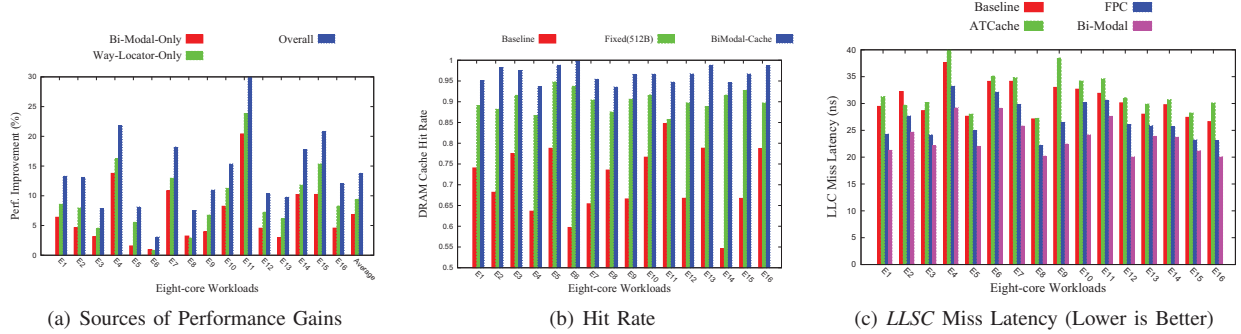 Bi-Modal-Only
Way-Locator-Only
Overall
Perf. Improvement (%)
30
25
20
15
10
5
0
E1 E2 E3 E4 E5 E6 E7 E8 E9 E10 E11 E12 E13 E14 E15 E16 Average
Eight-core Workloads
(a) Sources of Performance Gains
Baseline Fixed(512B) BiModal-Cache
DRAM Cache Hit Rate
1
0.95
0.9
0.85
0.8
0.75
0.7
0.65
0.6
0.55
0.5
E1 E2 E3 E4 E5 E6 E7 E8 E9 E10 E11 E12 E13 E14 E15 E16
Eight-core Workloads
(b) Hit Rate
Baseline
ATCache
FPC
Bi-Modal
LLC Miss Latency (ns)
40
35
30
25
20
15
10
5
0
E1 E2 E3 E4 E5 E6 E7 E8 E9 E10 E11 E12 E13 E14 E15 E16
Eight-core Workloads
(c) LLSC Miss Latency (Lower is Better)